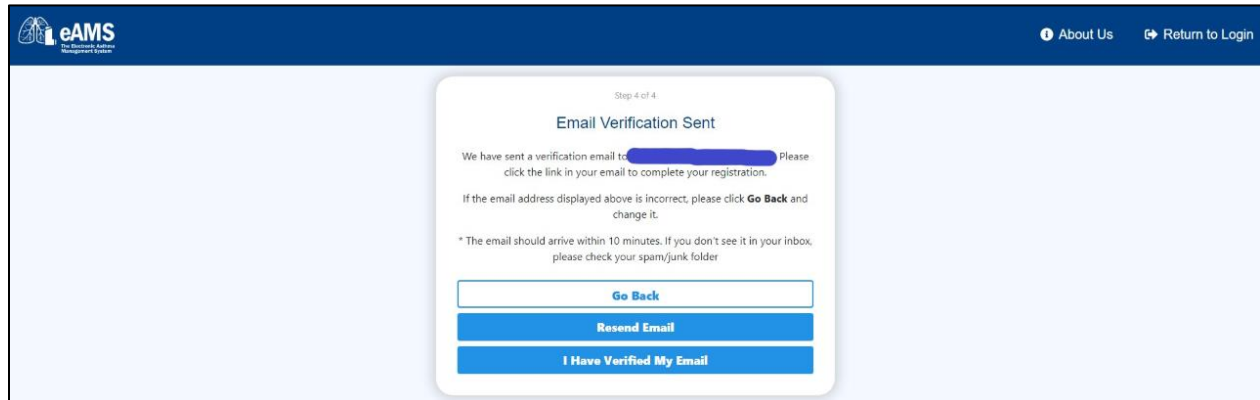 eAMS
The Electronic Asthma
Management System
About Us
Return to Login
Step 4 of 4
Email Verification Sent
We have sent a verification email to Please
click the link in your email to complete your registration.
If the email address displayed above is incorrect, please click Go Back and
change it.
* The email should arrive within 10 minutes. If you don't see it in your inbox,
please check your spam/junk folder
Go Back
Resend Email
I Have Verified My Email